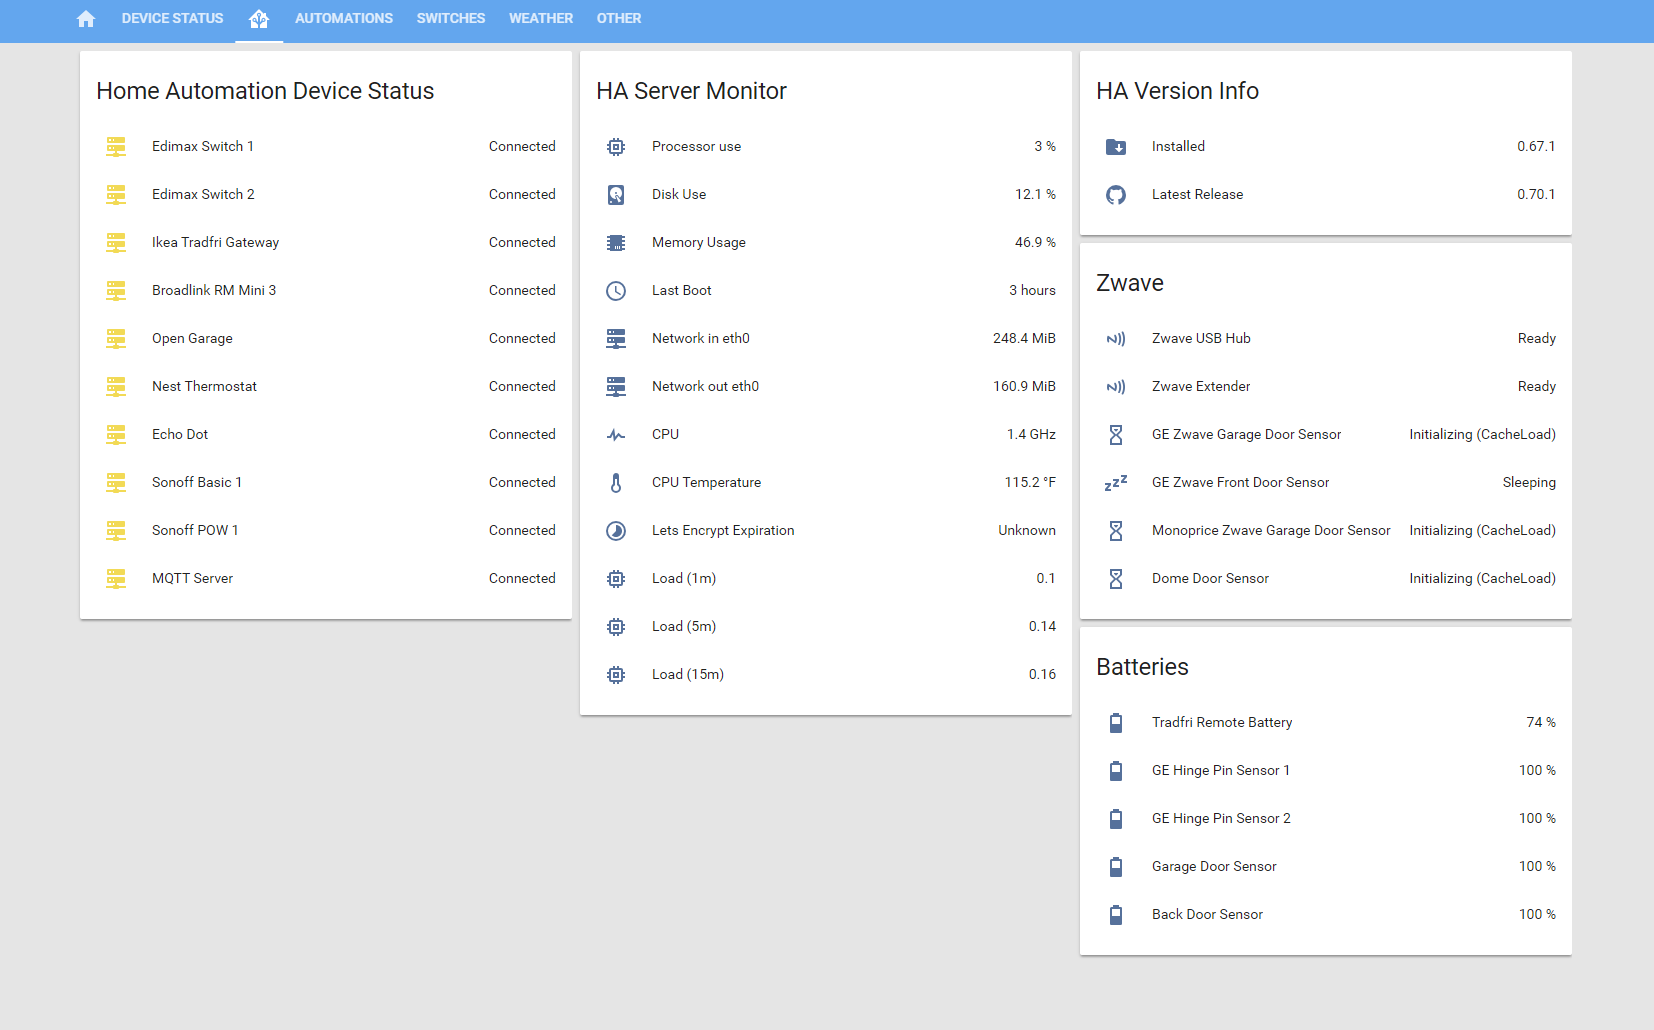 DEVICE STATUS AUTOMATIONS SWITCHES WEATHER OTHER
Home Automation Device Status
Edimax Switch 1 Connected
Edimax Switch 2 Connected
Ikea Tradfri Gateway Connected
Broadlink RM Mini 3 Connected
Open Garage Connected
Nest Thermostat Connected
Echo Dot Connected
Sonoff Basic 1 Connected
Sonoff POW 1 Connected
MQTT Server Connected
HA Server Monitor
Processor use 3 %
Disk Use 12.1 %
Memory Usage 46.9 %
Last Boot 3 hours
Network in eth0 248.4 MiB
Network out eth0 160.9 MiB
CPU 1.4 GHz
CPU Temperature 115.2 °F
Lets Encrypt Expiration Unknown
Load (1m) 0.1
Load (5m) 0.14
Load (15m) 0.16
HA Version Info
Installed 0.67.1
Latest Release 0.70.1
Zwave
Zwave USB Hub Ready
Zwave Extender Ready
GE Zwave Garage Door Sensor Initializing (CacheLoad)
GE Zwave Front Door Sensor Sleeping
Monoprice Zwave Garage Door Sensor Initializing (CacheLoad)
Dome Door Sensor Initializing (CacheLoad)
Batteries
Tradfri Remote Battery 74 %
GE Hinge Pin Sensor 1 100 %
GE Hinge Pin Sensor 2 100 %
Garage Door Sensor 100 %
Back Door Sensor 100 %